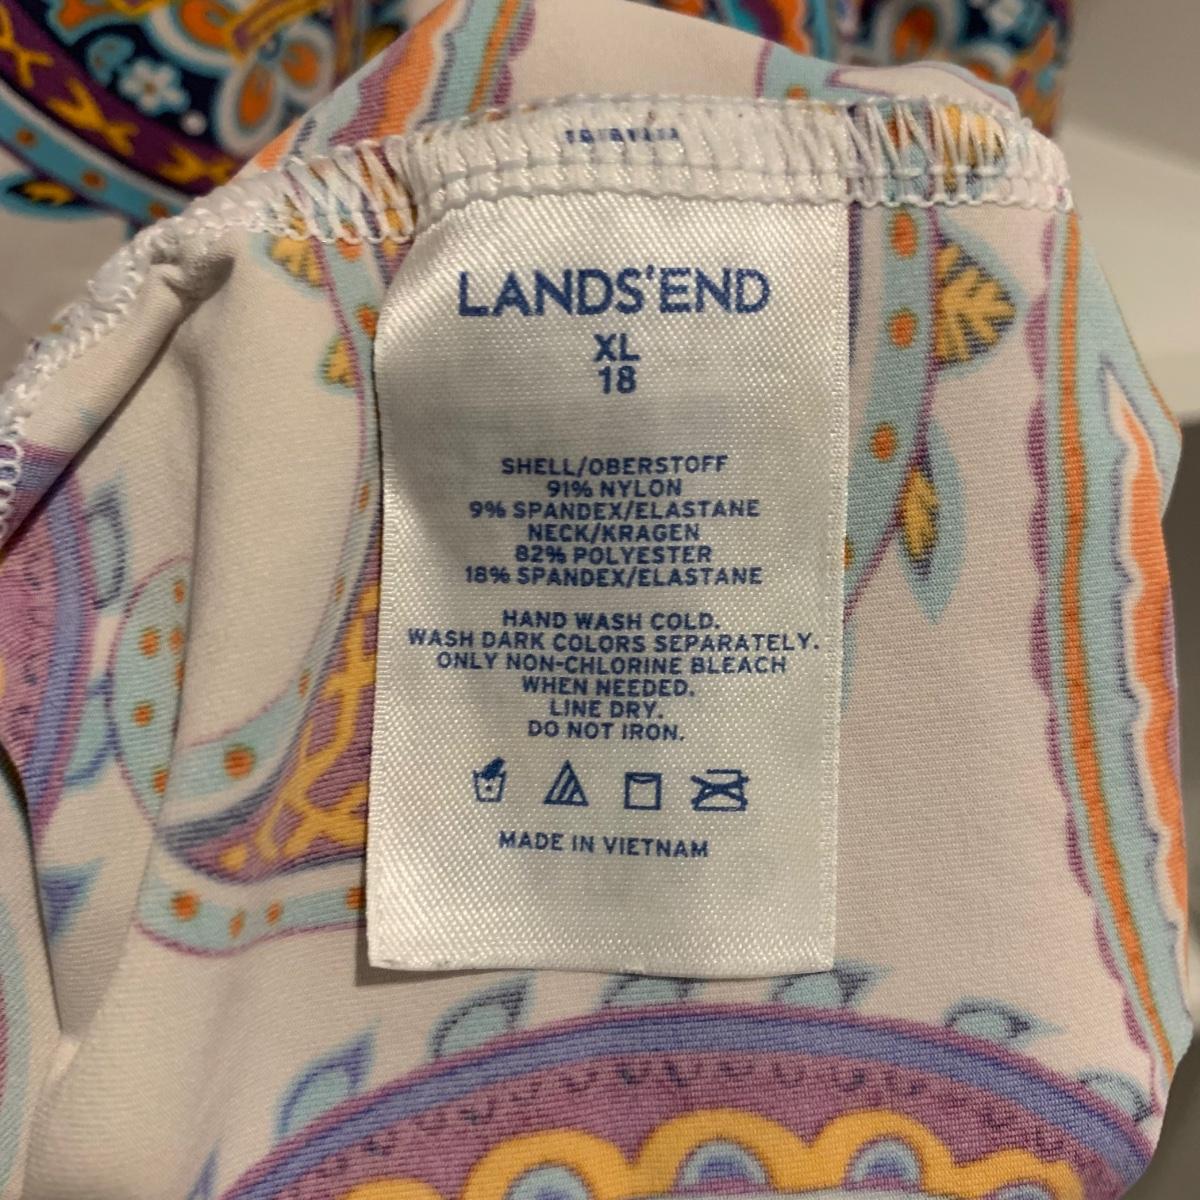 LANDS'END
XL
18
SHELL/OBERSTOFF
91% NYLON
9% SPANDEX/ELASTANE
NECK/KRAGEN
82% POLYESTER
18% SPANDEX/ELASTANE
HAND WASH COLD.
WASH DARK COLORS SEPARATELY.
ONLY NON-CHLORINE BLEACH
WHEN NEEDED.
LINE DRY.
DO NOT IRON.
MADE IN VIETNAM